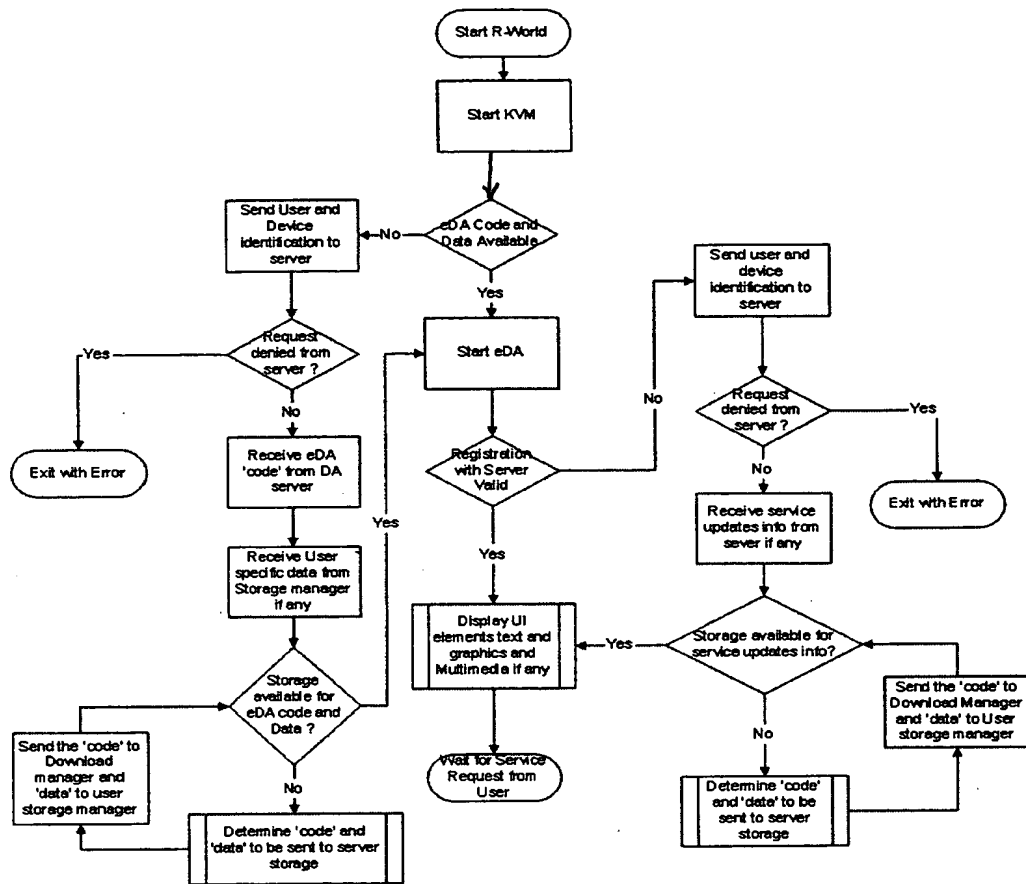 Start R-World
Start KVM
eDA Code and
Data Available
No
Yes
Send User and
Device
identification to
server
Request
denied from
server ?
Yes
No
Exit with Error
Receive eDA
'code' from DA
server
Receive User
specific data from
Storage manager
if any
Storage
available for
eDA code and
Data ?
Yes
No
Send the 'code' to
Download
manager and
'data' to user
storage manager
Determine 'code' and
'data' to be sent to server
storage
Start eDA
Registration
with Server
Valid
No
Yes
Display UI
elements text and
graphics and
Multimedia if any
Wait for Service
Request from
User
Send user and
device
identification to
server
Request
denied from
server ?
Yes
No
Exit with Error
Receive service
updates info from
sever if any
Storage available for
service updates info?
Yes
No
Send the 'code' to
Download Manager
and 'data' to User
storage manager
Determine 'code'
and 'data' to be
sent to server
storage